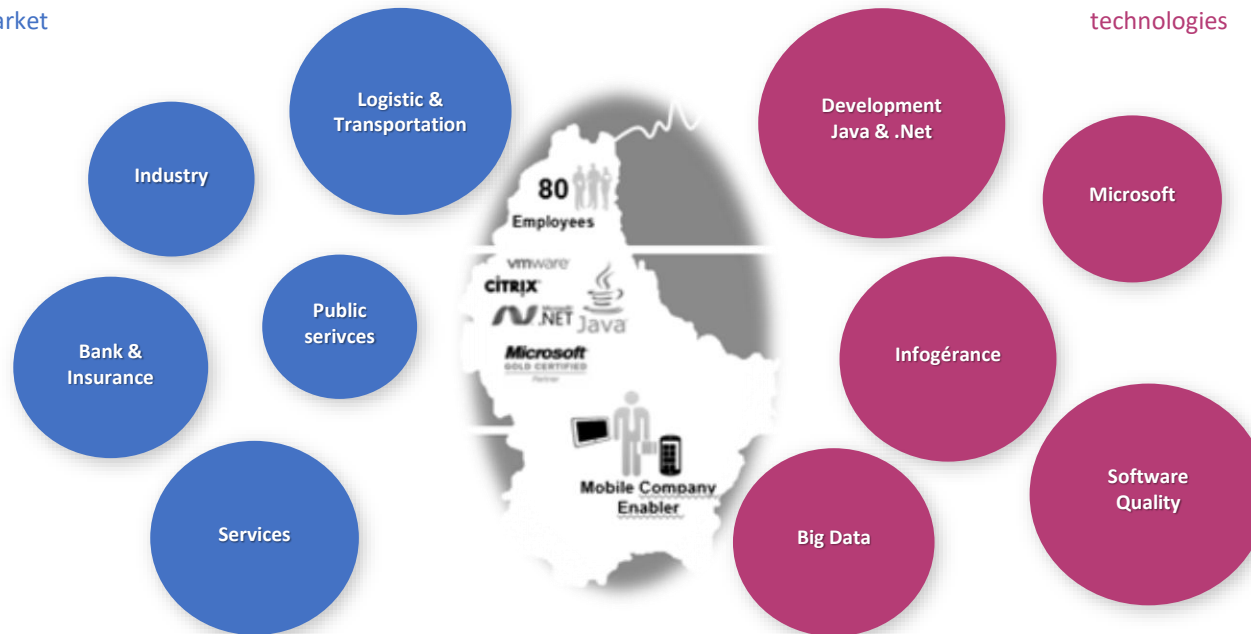 arket
technologies
Logistic &
Transportation
Industry
Public
serivces
Bank &
Insurance
Services
80
Employees
vmware
CITRIX
Microsoft
.NET
Java
Microsoft
GOLD CERTIFIED
Partner
Mobile Company
Enabler
Development
Java & .Net
Microsoft
Infogérance
Software
Quality
Big Data